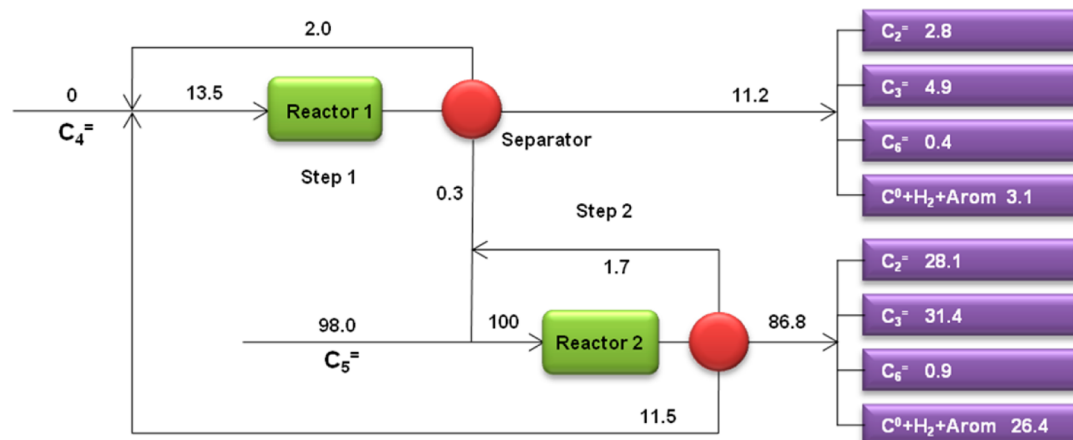 2.0
0
C₄⁼
13.5
Reactor 1
Step 1
Separator
11.2
C₂⁼ 2.8
C₃⁼ 4.9
C₆⁼ 0.4
C⁰+H₂+Arom 3.1
0.3
Step 2
1.7
98.0
C₅⁼
100
Reactor 2
86.8
11.5
C₂⁼ 28.1
C₃⁼ 31.4
C₆⁼ 0.9
C⁰+H₂+Arom 26.4